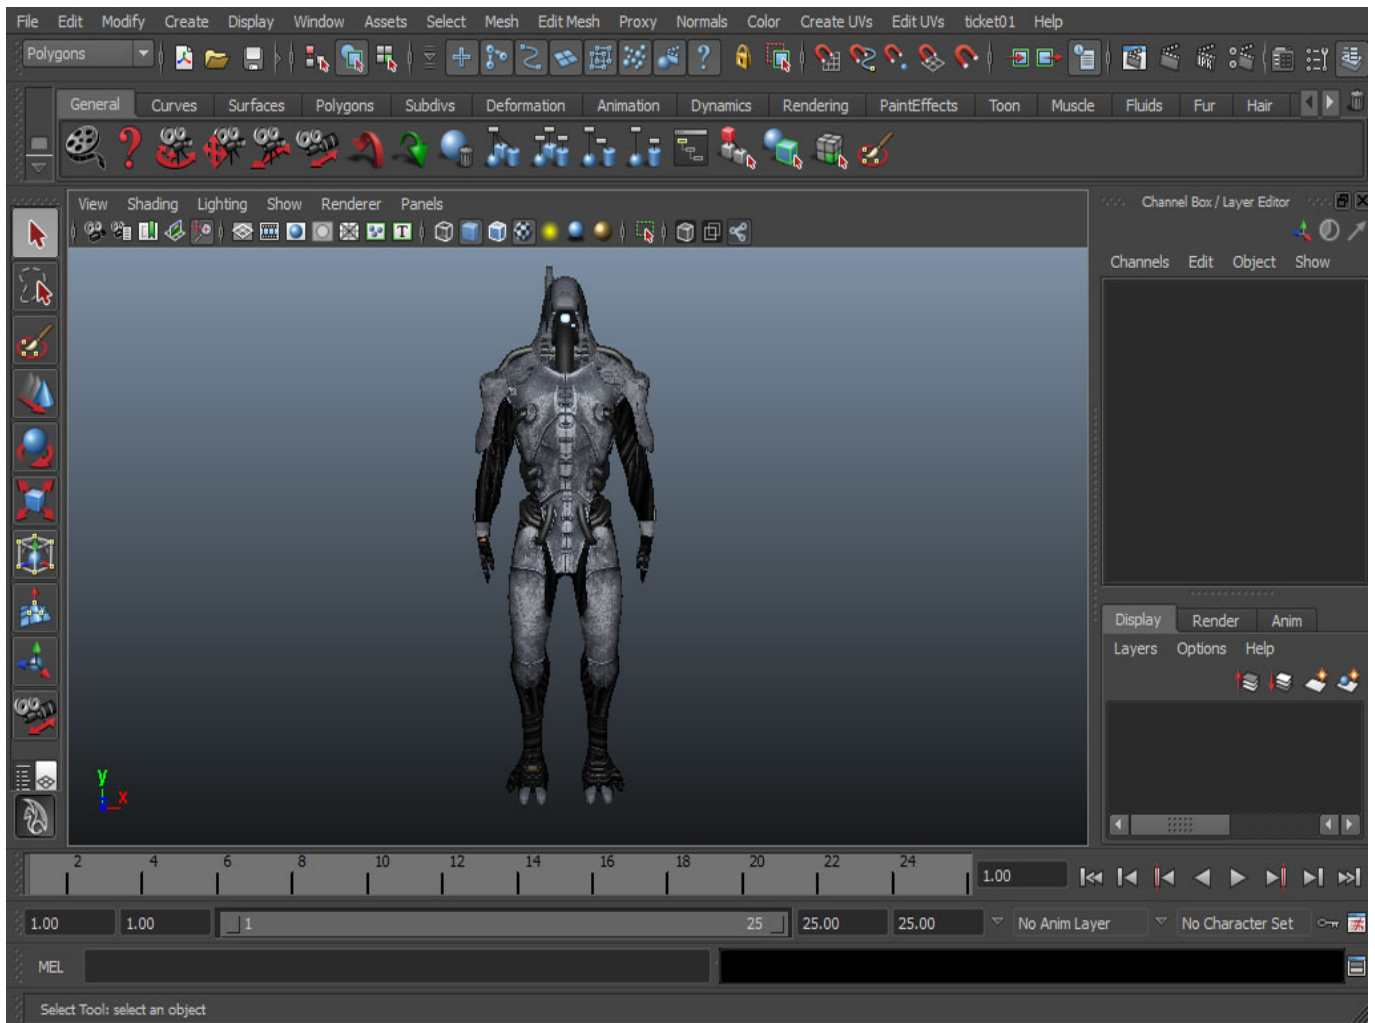 File Edit Modify Create Display Window Assets Select Mesh Edit Mesh Proxy Normals Color Create UVs Edit UVs ticket01 Help
Polygons
General Curves Surfaces Polygons Subdivs Deformation Animation Dynamics Rendering PaintEffects Toon Muscle Fluids Fur Hair
View Shading Lighting Show Renderer Panels
Channel Box / Layer Editor
Channels Edit Object Show
Display Render Anim
Layers Options Help
y
x
2 4 6 8 10 12 14 16 18 20 22 24
1.00
1.00 1.00 1 25 25.00 25.00 No Anim Layer No Character Set
MEL
Select Tool: select an object